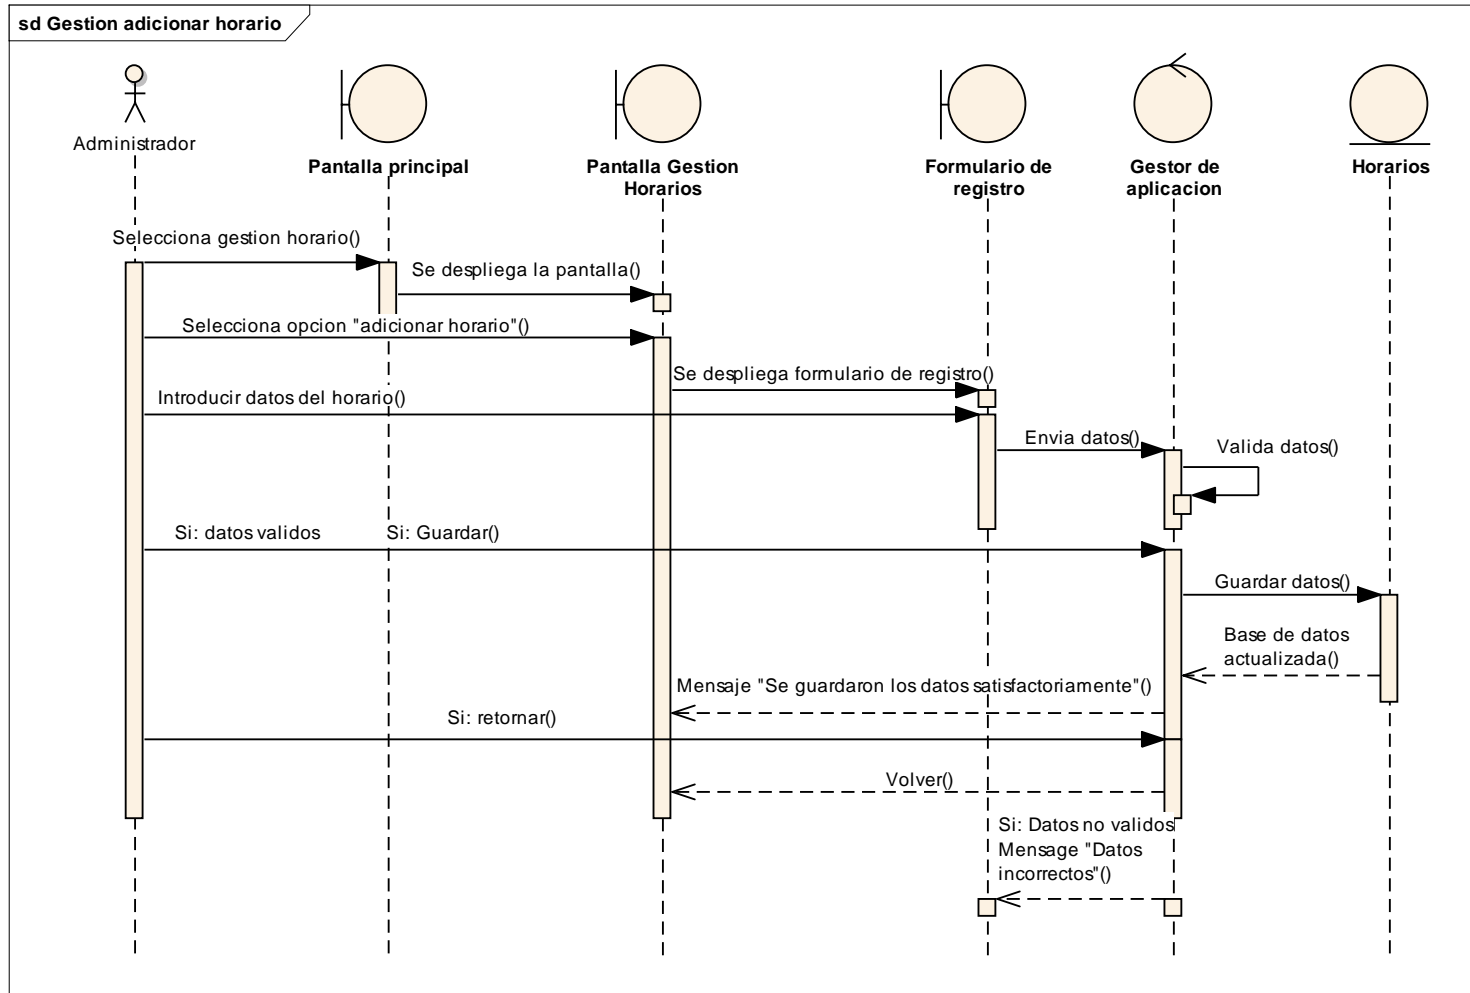 sd Gestion adicionar horario
Administrador
Pantalla principal
Pantalla Gestion
Horarios
Formulario de
registro
Gestor de
aplicacion
Horarios
Selecciona gestion horario()
Se despliega la pantalla()
Selecciona opcion "adicionar horario"()
Se despliega formulario de registro()
Introducir datos del horario()
Envia datos()
Valida datos()
Si: datos validos
Si: Guardar()
Guardar datos()
Base de datos
actualizada()
Mensaje "Se guardaron los datos satisfactoriamente"()
Si: retornar()
Volver()
Si: Datos no validos
Mensage "Datos
incorrectos"()